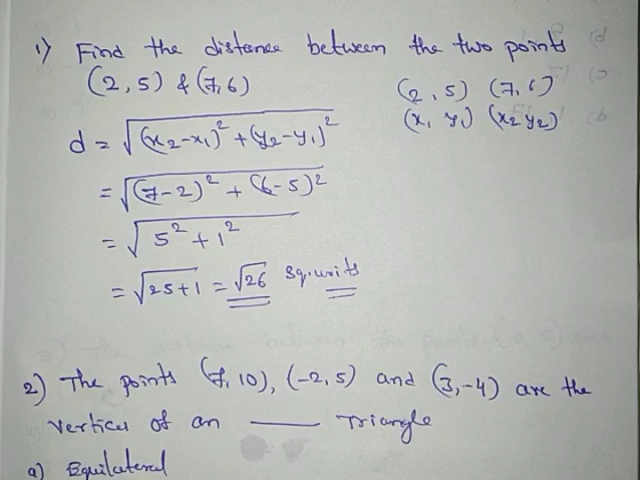 1) Find the distance between the two points
(2, 5) & (7, 6)
(2, 5) (7, 6)
(x₁ y₁) (x₂ y₂)
d = √(x₂-x₁)² + (y₂-y₁)²
= √(7-2)² + (6-5)²
= √5² + 1²
= √25+1 = √26 Sq.units
2) The points (7, 10), (-2, 5) and (3, -4) are the
vertices of an ——— Triangle
a) Equilateral